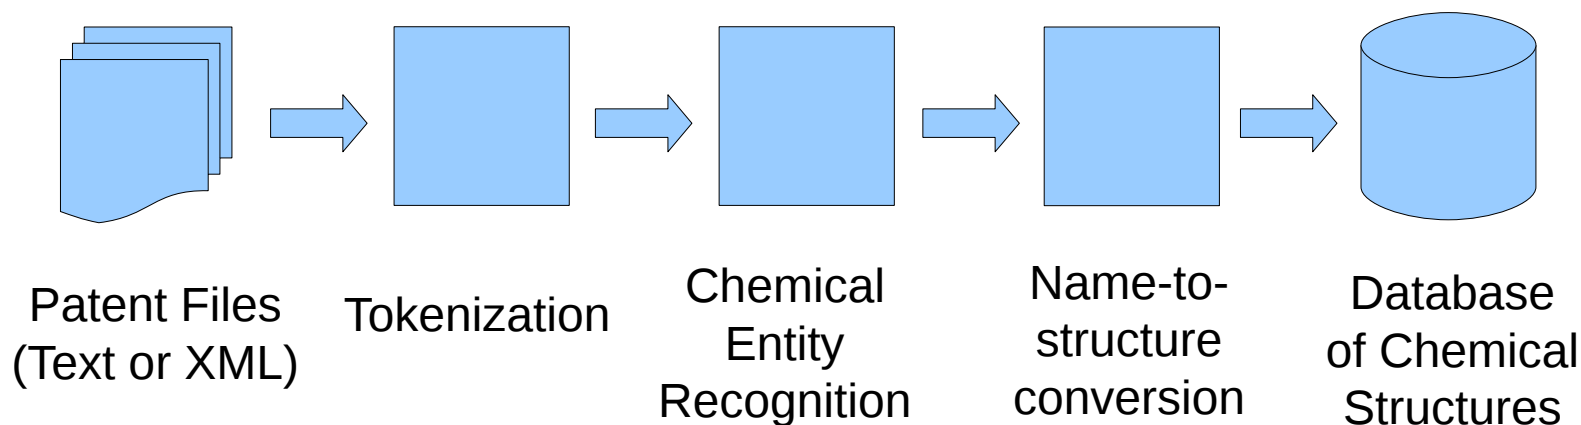 Patent Files
(Text or XML)
Tokenization
Chemical
Entity
Recognition
Name-to-
structure
conversion
Database
of Chemical
Structures